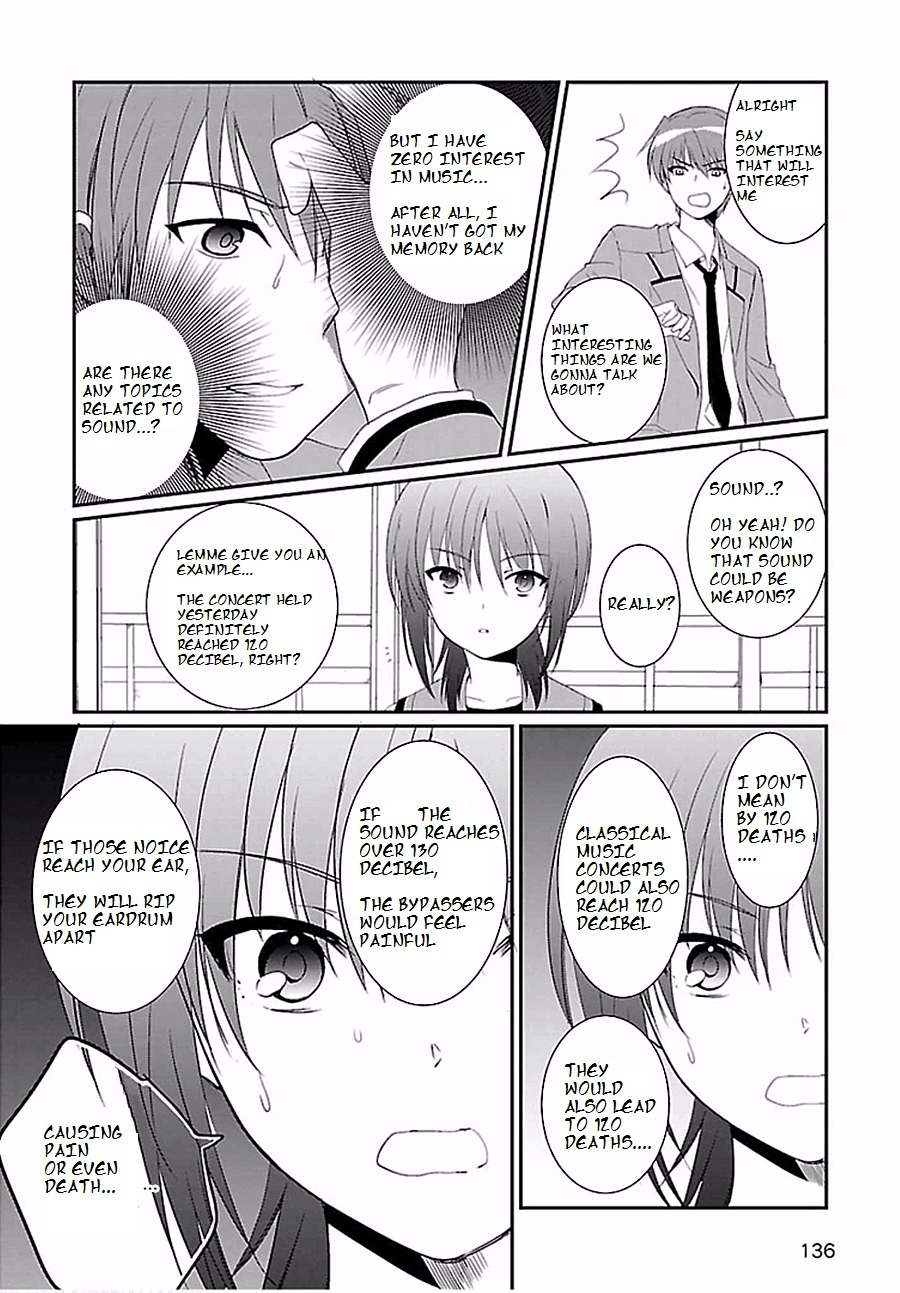 ALRIGHT
SAY
SOMETHING
THAT WILL
INTEREST
ME
WHAT
INTERESTING
THINGS ARE WE
GONNA TALK
ABOUT?
BUT I HAVE
ZERO INTEREST
IN MUSIC...
AFTER ALL, I
HAVEN'T GOT MY
MEMORY BACK
ARE THERE
ANY TOPICS
RELATED TO
SOUND...?
SOUND..?
OH YEAH! DO
YOU KNOW
THAT SOUND
COULD BE
WEAPONS?
REALLY?
LEMME GIVE YOU AN
EXAMPLE...
THE CONCERT HELD
YESTERDAY
DEFINITELY
REACHED 120
DECIBEL, RIGHT?
I DON'T
MEAN
BY 120
DEATHS
....
CLASSICAL
MUSIC
CONCERTS
COULD ALSO
REACH 120
DECIBEL
THEY
WOULD
ALSO LEAD
TO 120
DEATHS....
IF THE
SOUND REACHES
OVER 130
DECIBEL,
THE BYPASSERS
WOULD FEEL
PAINFUL
IF THOSE NOICE
REACH YOUR EAR,
THEY WILL RIP
YOUR EARDRUM
APART
CAUSING
PAIN
OR EVEN
DEATH... ...
136